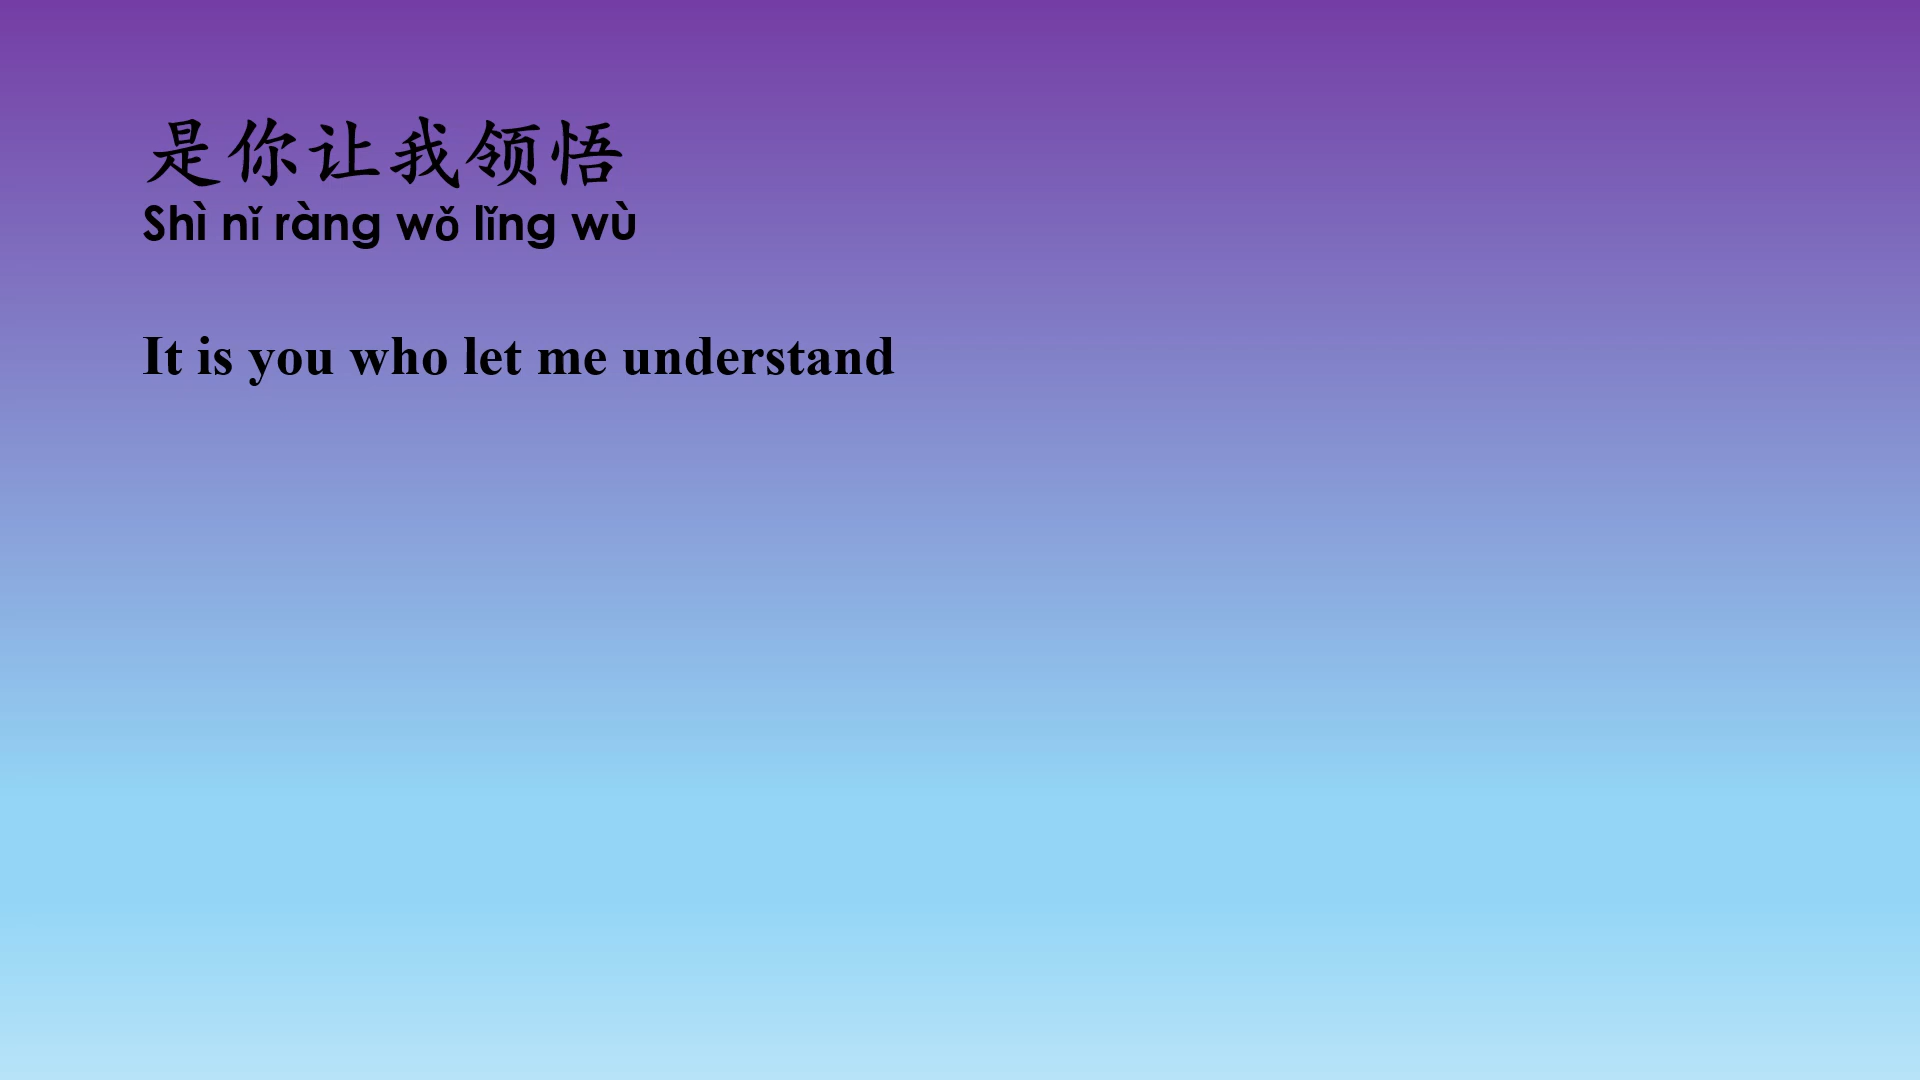 是你让我领悟
Shì nǐ ràng wǒ lǐng wù
It is you who let me understand